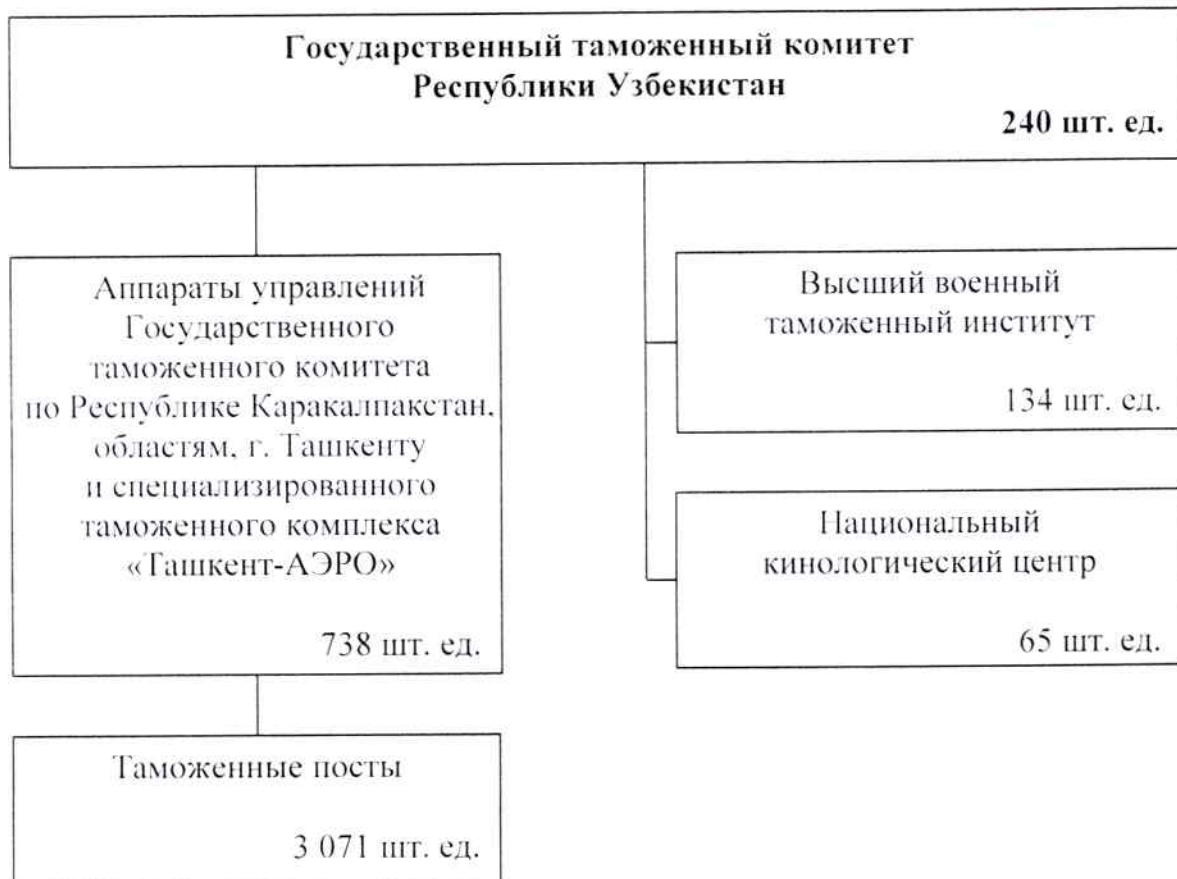 Государственный таможенный комитет
Республики Узбекистан
240 шт. ед.
Аппараты управлений
Государственного
таможенного комитета
по Республике Каракалпакстан,
областям, г. Ташкенту
и специализированного
таможенного комплекса
«Ташкент-АЭРО»
738 шт. ед.
Высший военный
таможенный институт
134 шт. ед.
Национальный
кинологический центр
65 шт. ед.
Таможенные посты
3 071 шт. ед.